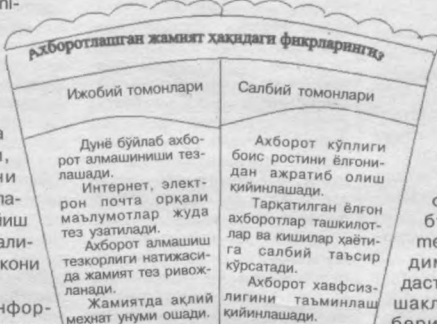 Ахборотлашган жамият ҳақидаги фикрларингиз
Ижобий томонлари
Дунё бўйлаб ахбо-
рот алмашиниши тез-
лашади.
Интернет, элект-
рон почта орқали
маълумотлар жуда
тез узатилади.
Ахборот алмашиш
тезкорлиги натижаси-
да жамият тез ривож-
ланади.
Жамиятда ақлий
меҳнат унуми ошади.
Салбий томонлари
Ахборот кўплиги
боис ростини ёлғони-
дан ажратиб олиш
қийинлашади.
Тарқатилган ёлғон
ахборотлар ташкилот-
лар ва кишилар ҳаёти-
га салбий таъсир
кўрсатади.
Ахборот хавфсиз-
лигини таъминлаш
қийинлашади.